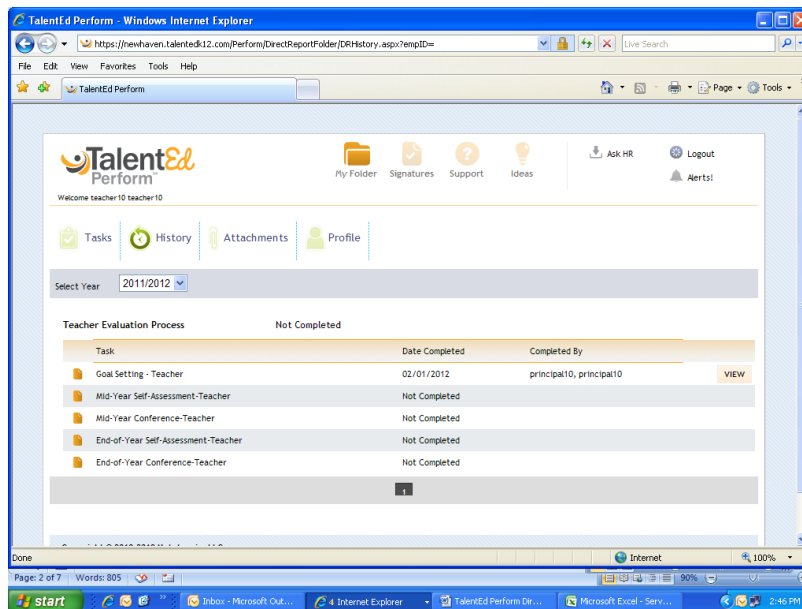 TalentEd Perform - Windows Internet Explorer
https://newhaven.talentedk12.com/Perform/DirectReportFolder/DRHistory.aspx?empID=
Live Search
File Edit View Favorites Tools Help
TalentEd Perform
Page Tools
TalentEd
Perform
My Folder Signatures Support Ideas Ask HR Logout
Alerts!
Welcome teacher10 teacher10
Tasks History Attachments Profile
Select Year 2011/2012
Teacher Evaluation Process Not Completed
Task Date Completed Completed By
Goal Setting - Teacher 02/01/2012 principal10, principal10 VIEW
Mid-Year Self-Assessment-Teacher Not Completed
Mid-Year Conference-Teacher Not Completed
End-of-Year Self-Assessment-Teacher Not Completed
End-of-Year Conference-Teacher Not Completed
1
Done Internet 100%
Page: 2 of 7 Words: 805 90%
start Inbox - Microsoft Out... 4 Internet Explorer TalentEd Perform Dir... Microsoft Excel - Serv... 2:46 PM